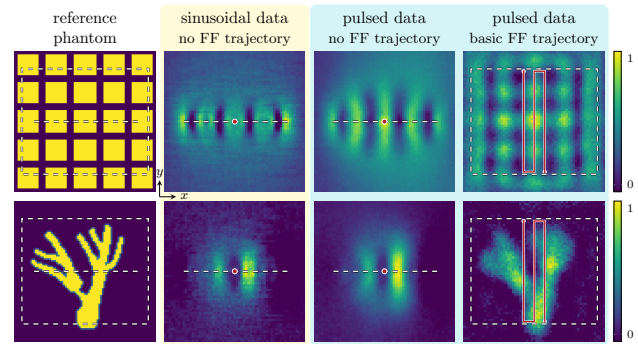 reference
phantom
sinusoidal data
no FF trajectory
pulsed data
no FF trajectory
pulsed data
basic FF trajectory
1
0
y
x
1
0